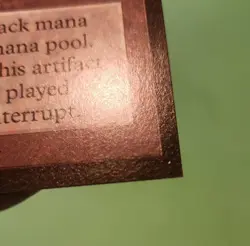 ack mana
mana pool.
his artifact
played
terrupt.